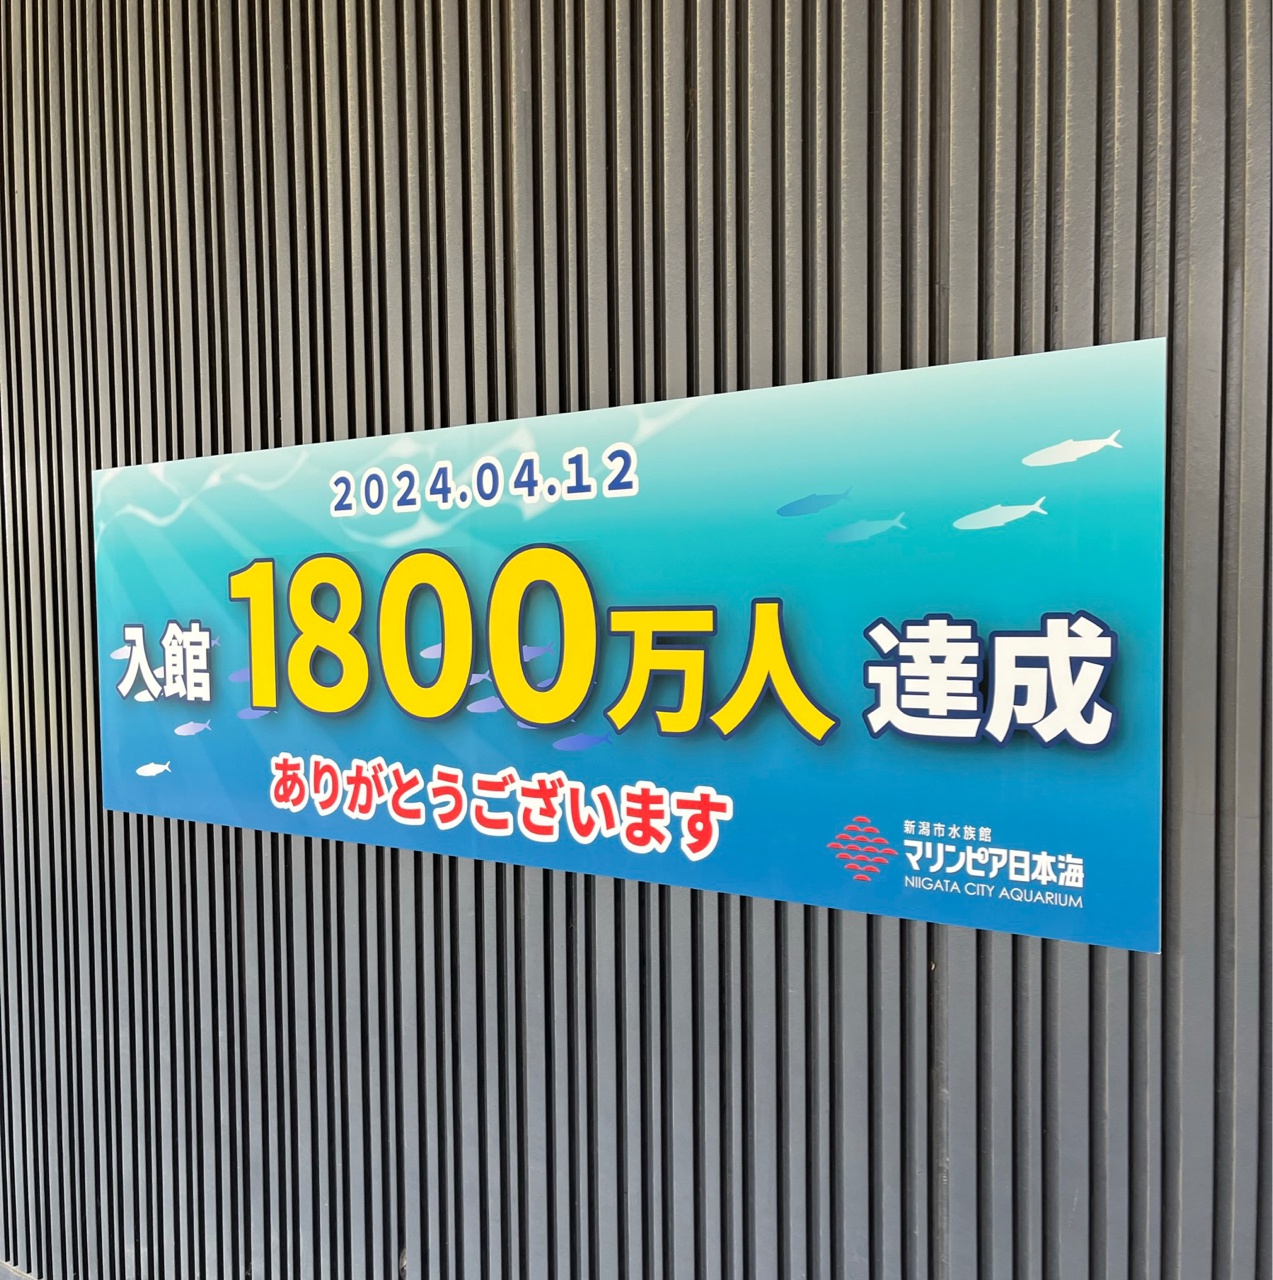 2024.04.12
入館1800万人達成
ありがとうございます
新潟市水族館
マリンピア日本海
NIIGATA CITY AQUARIUM